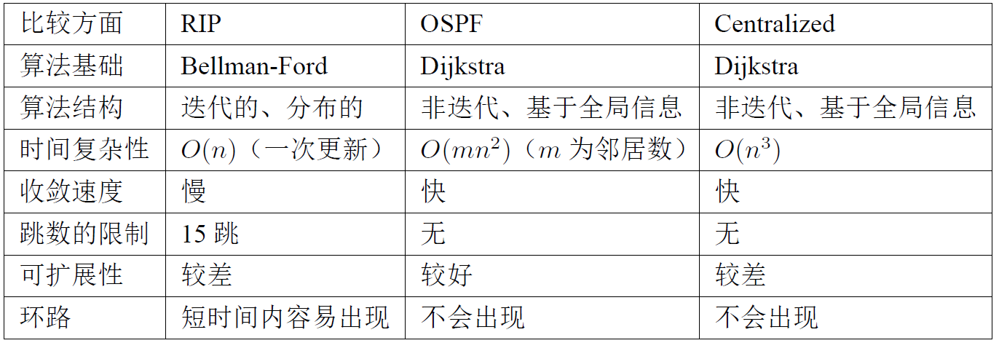 比较方面 RIP OSPF Centralized
算法基础 Bellman-Ford Dijkstra Dijkstra
算法结构 迭代的、分布的 非迭代、基于全局信息 非迭代、基于全局信息
时间复杂性 O(n)（一次更新） O(mn²)（m 为邻居数） O(n³)
收敛速度 慢 快 快
跳数的限制 15 跳 无 无
可扩展性 较差 较好 较差
环路 短时间内容易出现 不会出现 不会出现